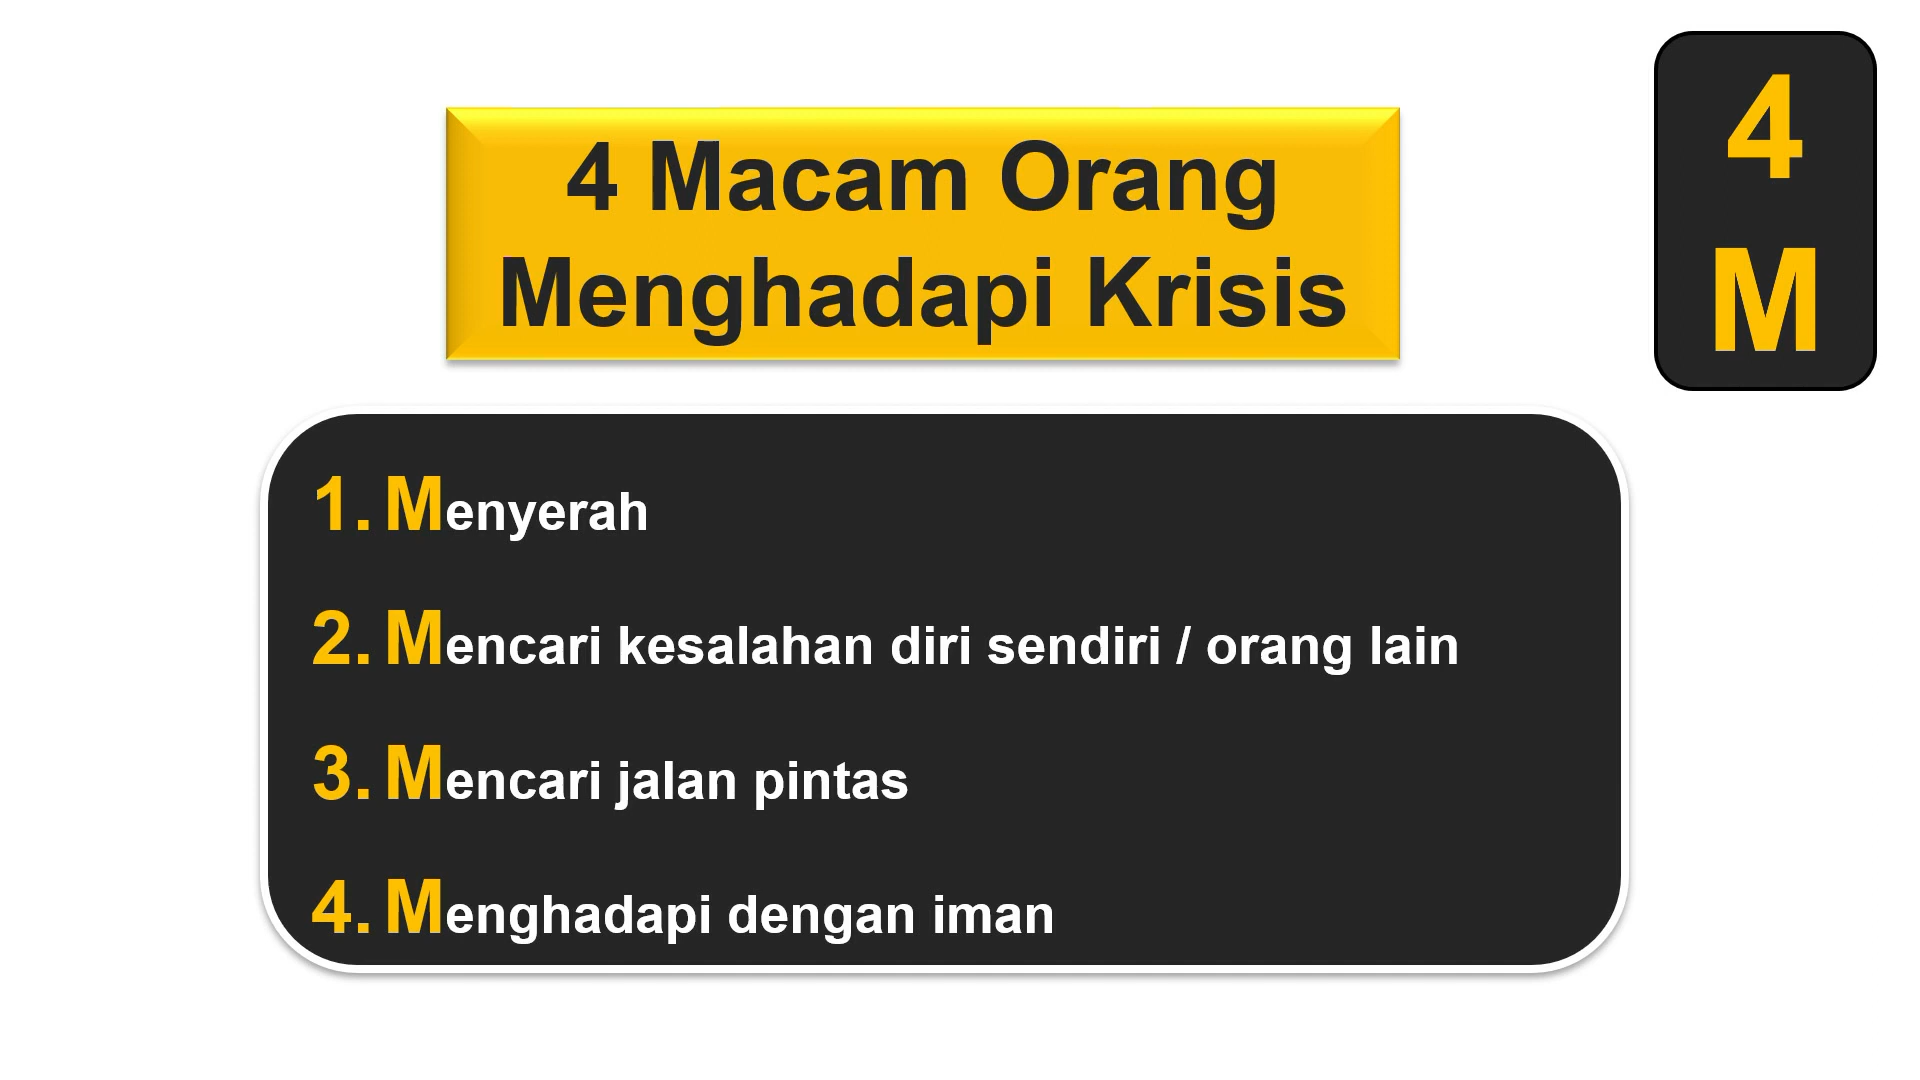 4
M
4 Macam Orang
Menghadapi Krisis
1. Menyerah
2. Mencari kesalahan diri sendiri / orang lain
3. Mencari jalan pintas
4. Menghadapi dengan iman